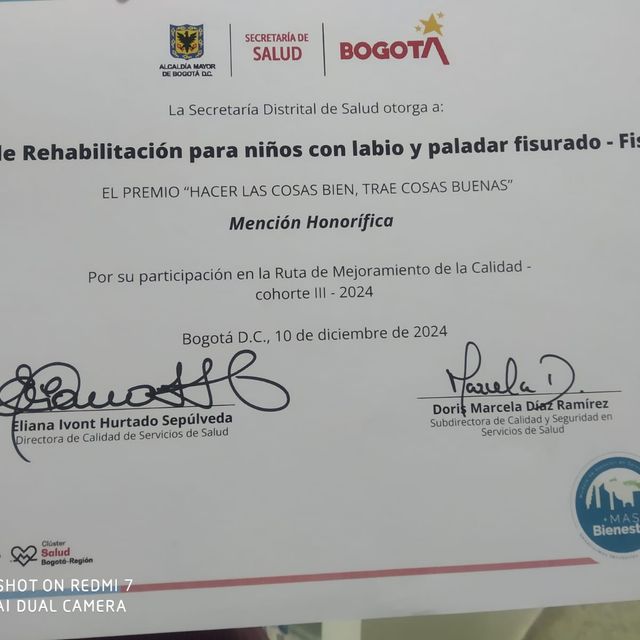 ALCALDÍA MAYOR
DE BOGOTÁ D.C.
SECRETARÍA DE
SALUD
BOGOTÁ
La Secretaría Distrital de Salud otorga a:
de Rehabilitación para niños con labio y paladar fisurado - Fis
EL PREMIO “HACER LAS COSAS BIEN, TRAE COSAS BUENAS”
Mención Honorífica
Por su participación en la Ruta de Mejoramiento de la Calidad -
cohorte III - 2024
Bogotá D.C., 10 de diciembre de 2024
Marcela D.
Eliana Ivont Hurtado Sepúlveda
Directora de Calidad de Servicios de Salud
Doris Marcela Díaz Ramírez
Subdirectora de Calidad y Seguridad en
Servicios de Salud
+MAS
Bienest
Clúster
Salud
Bogotá-Región
SHOT ON REDMI 7
AI DUAL CAMERA